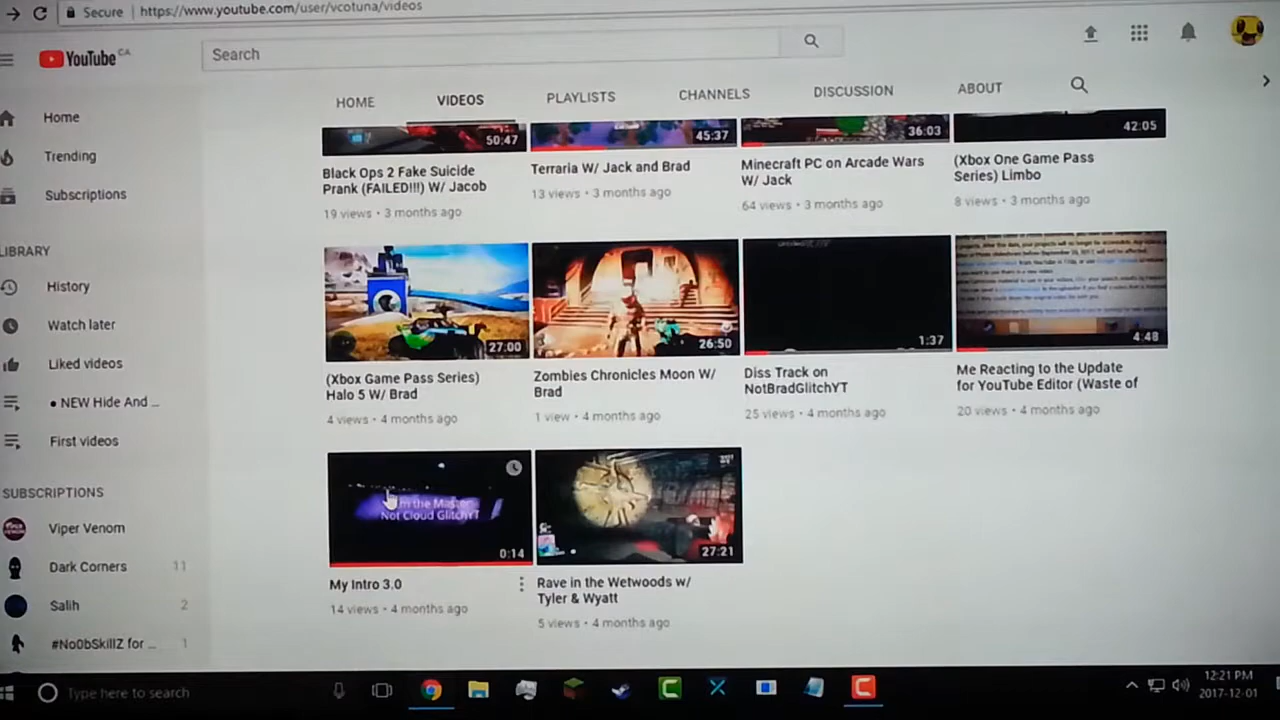 Secure https://www.youtube.com/user/vcotuna/videos
YouTube CA
Search
HOME VIDEOS PLAYLISTS CHANNELS DISCUSSION ABOUT
Home
Trending
Subscriptions
LIBRARY
History
Watch later
Liked videos
• NEW Hide And ...
First videos
SUBSCRIPTIONS
Viper Venom
Dark Corners 11
Salih 2
#No0bSkillZ for ... 1
50:47
Black Ops 2 Fake Suicide
Prank (FAILED!!!) W/ Jacob
19 views • 3 months ago
45:37
Terraria W/ Jack and Brad
13 views • 3 months ago
36:03
Minecraft PC on Arcade Wars
W/ Jack
64 views • 3 months ago
42:05
(Xbox One Game Pass
Series) Limbo
8 views • 3 months ago
27:00
(Xbox Game Pass Series)
Halo 5 W/ Brad
4 views • 4 months ago
26:50
Zombies Chronicles Moon W/
Brad
1 view • 4 months ago
1:37
Diss Track on
NotBradGlitchYT
25 views • 4 months ago
4:48
Me Reacting to the Update
for YouTube Editor (Waste of
20 views • 4 months ago
the Master
Not Cloud GlitchYT
0:14
My Intro 3.0
14 views • 4 months ago
27:21
Rave in the Wetwoods w/
Tyler & Wyatt
5 views • 4 months ago
Type here to search
12:21 PM
2017-12-01